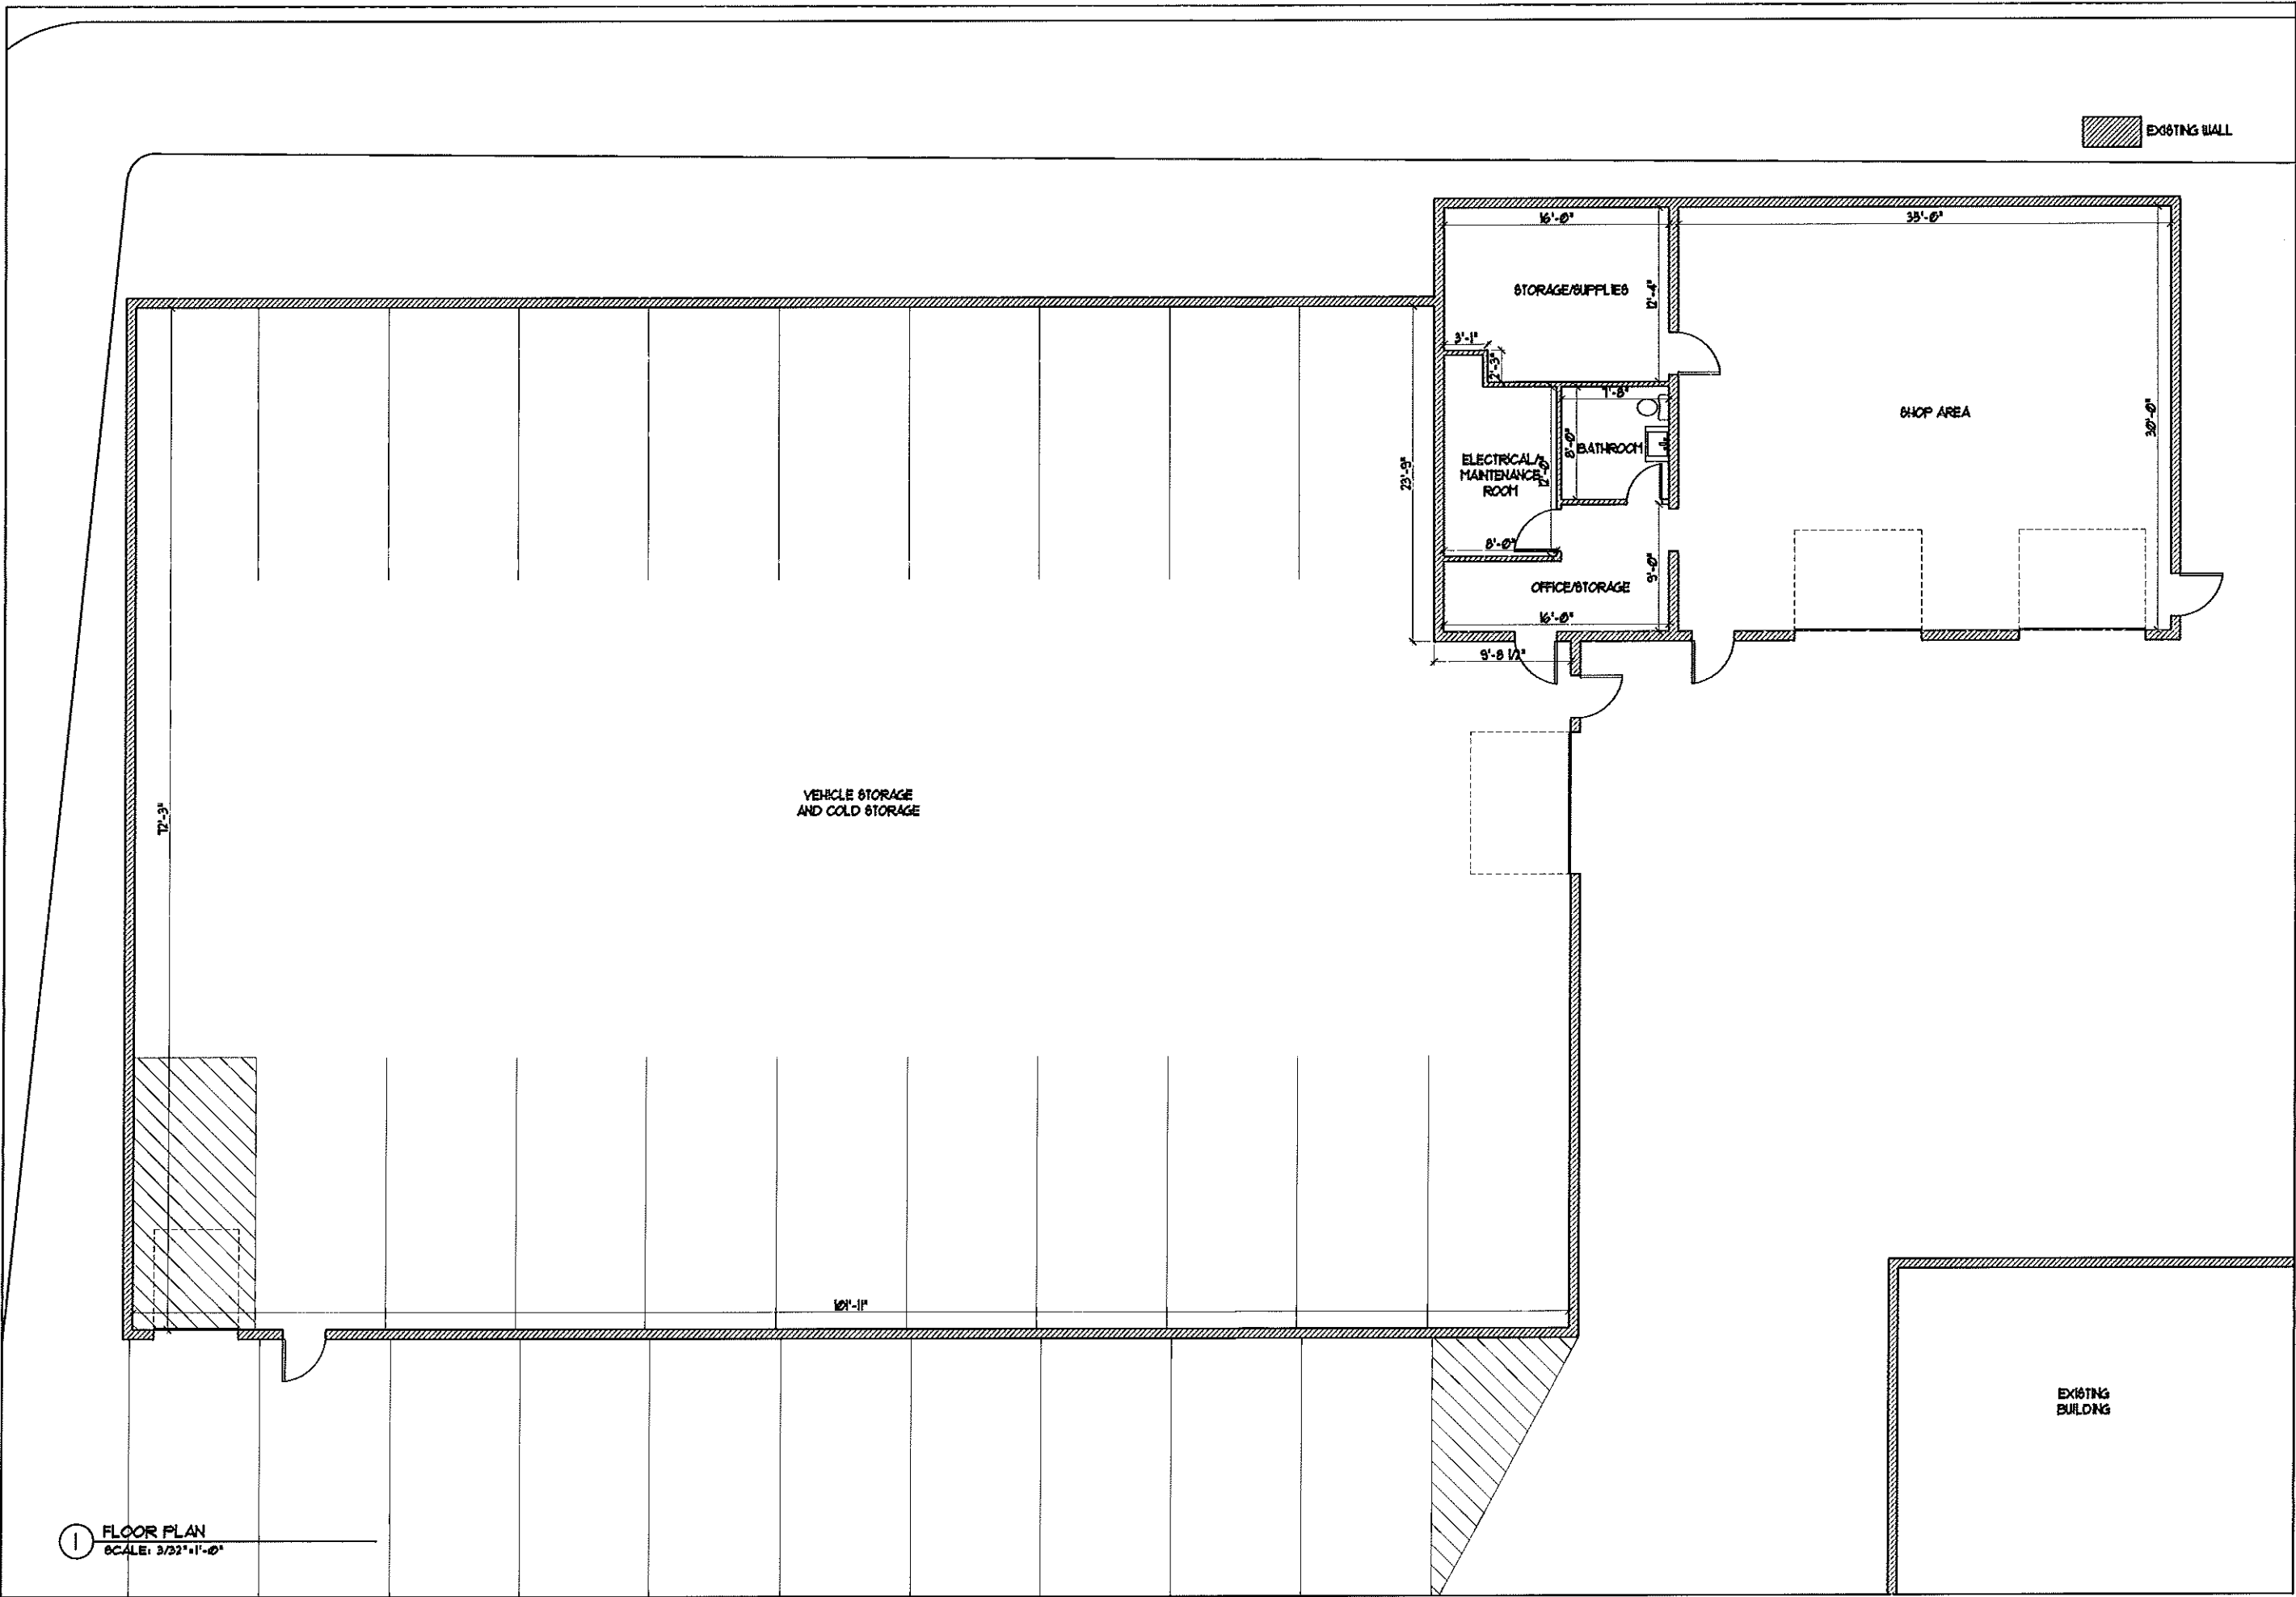 EXISTING WALL
16'-0"
35'-0"
STORAGE/SUPPLIES
12'-4"
3'-1"
2'-3"
7'-8"
SHOP AREA
30'-0"
8'-0"
BATHROOM
23'-9"
ELECTRICAL/
MAINTENANCE
ROOM
12'-0"
8'-0"
9'-0"
OFFICE/STORAGE
16'-0"
9'-8 1/2"
VEHICLE STORAGE
AND COLD STORAGE
72'-3"
101'-11"
EXISTING
BUILDING
1
FLOOR PLAN
SCALE: 3/32"=1'-0"